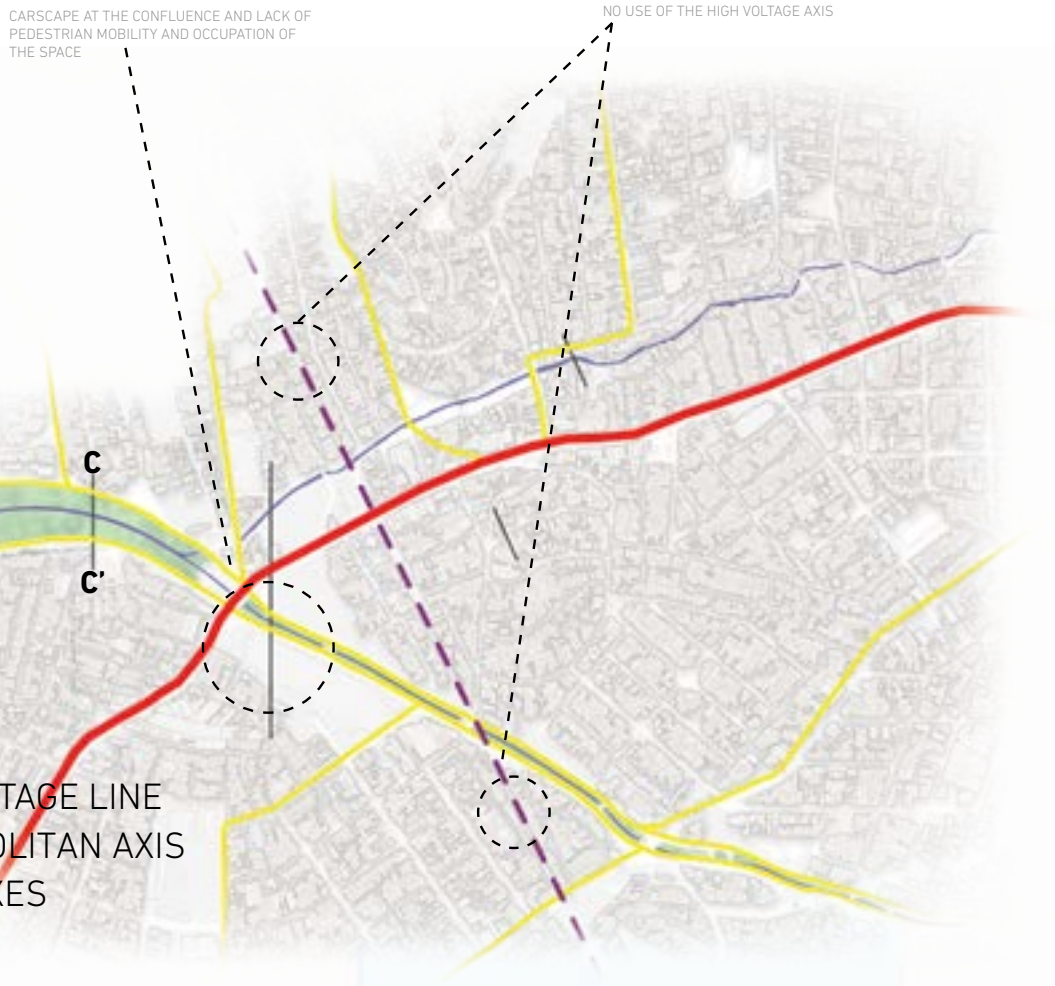 CARSCAPE AT THE CONFLUENCE AND LACK OF
PEDESTRIAN MOBILITY AND OCCUPATION OF
THE SPACE
NO USE OF THE HIGH VOLTAGE AXIS
C
C'
TAGE LINE
OLITAN AXIS
XES